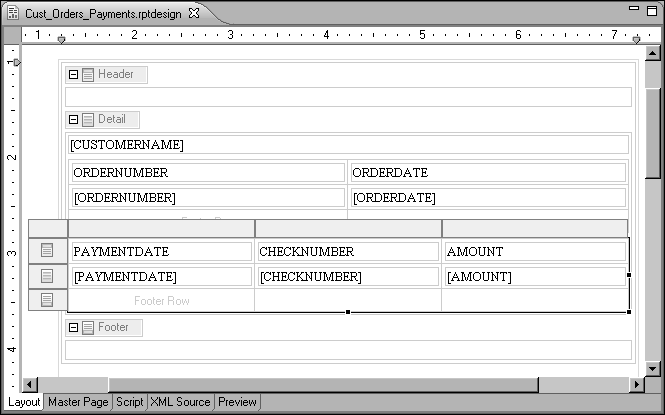 Cust_Orders_Payments.rptdesign
1 1 2 3 4 5 6 7
1
Header
Detail
[CUSTOMERNAME]
2
ORDERNUMBER ORDERDATE
[ORDERNUMBER] [ORDERDATE]
3
PAYMENTDATE CHECKNUMBER AMOUNT
[PAYMENTDATE] [CHECKNUMBER] [AMOUNT]
Footer Row
Footer
4
Layout Master Page Script XML Source Preview